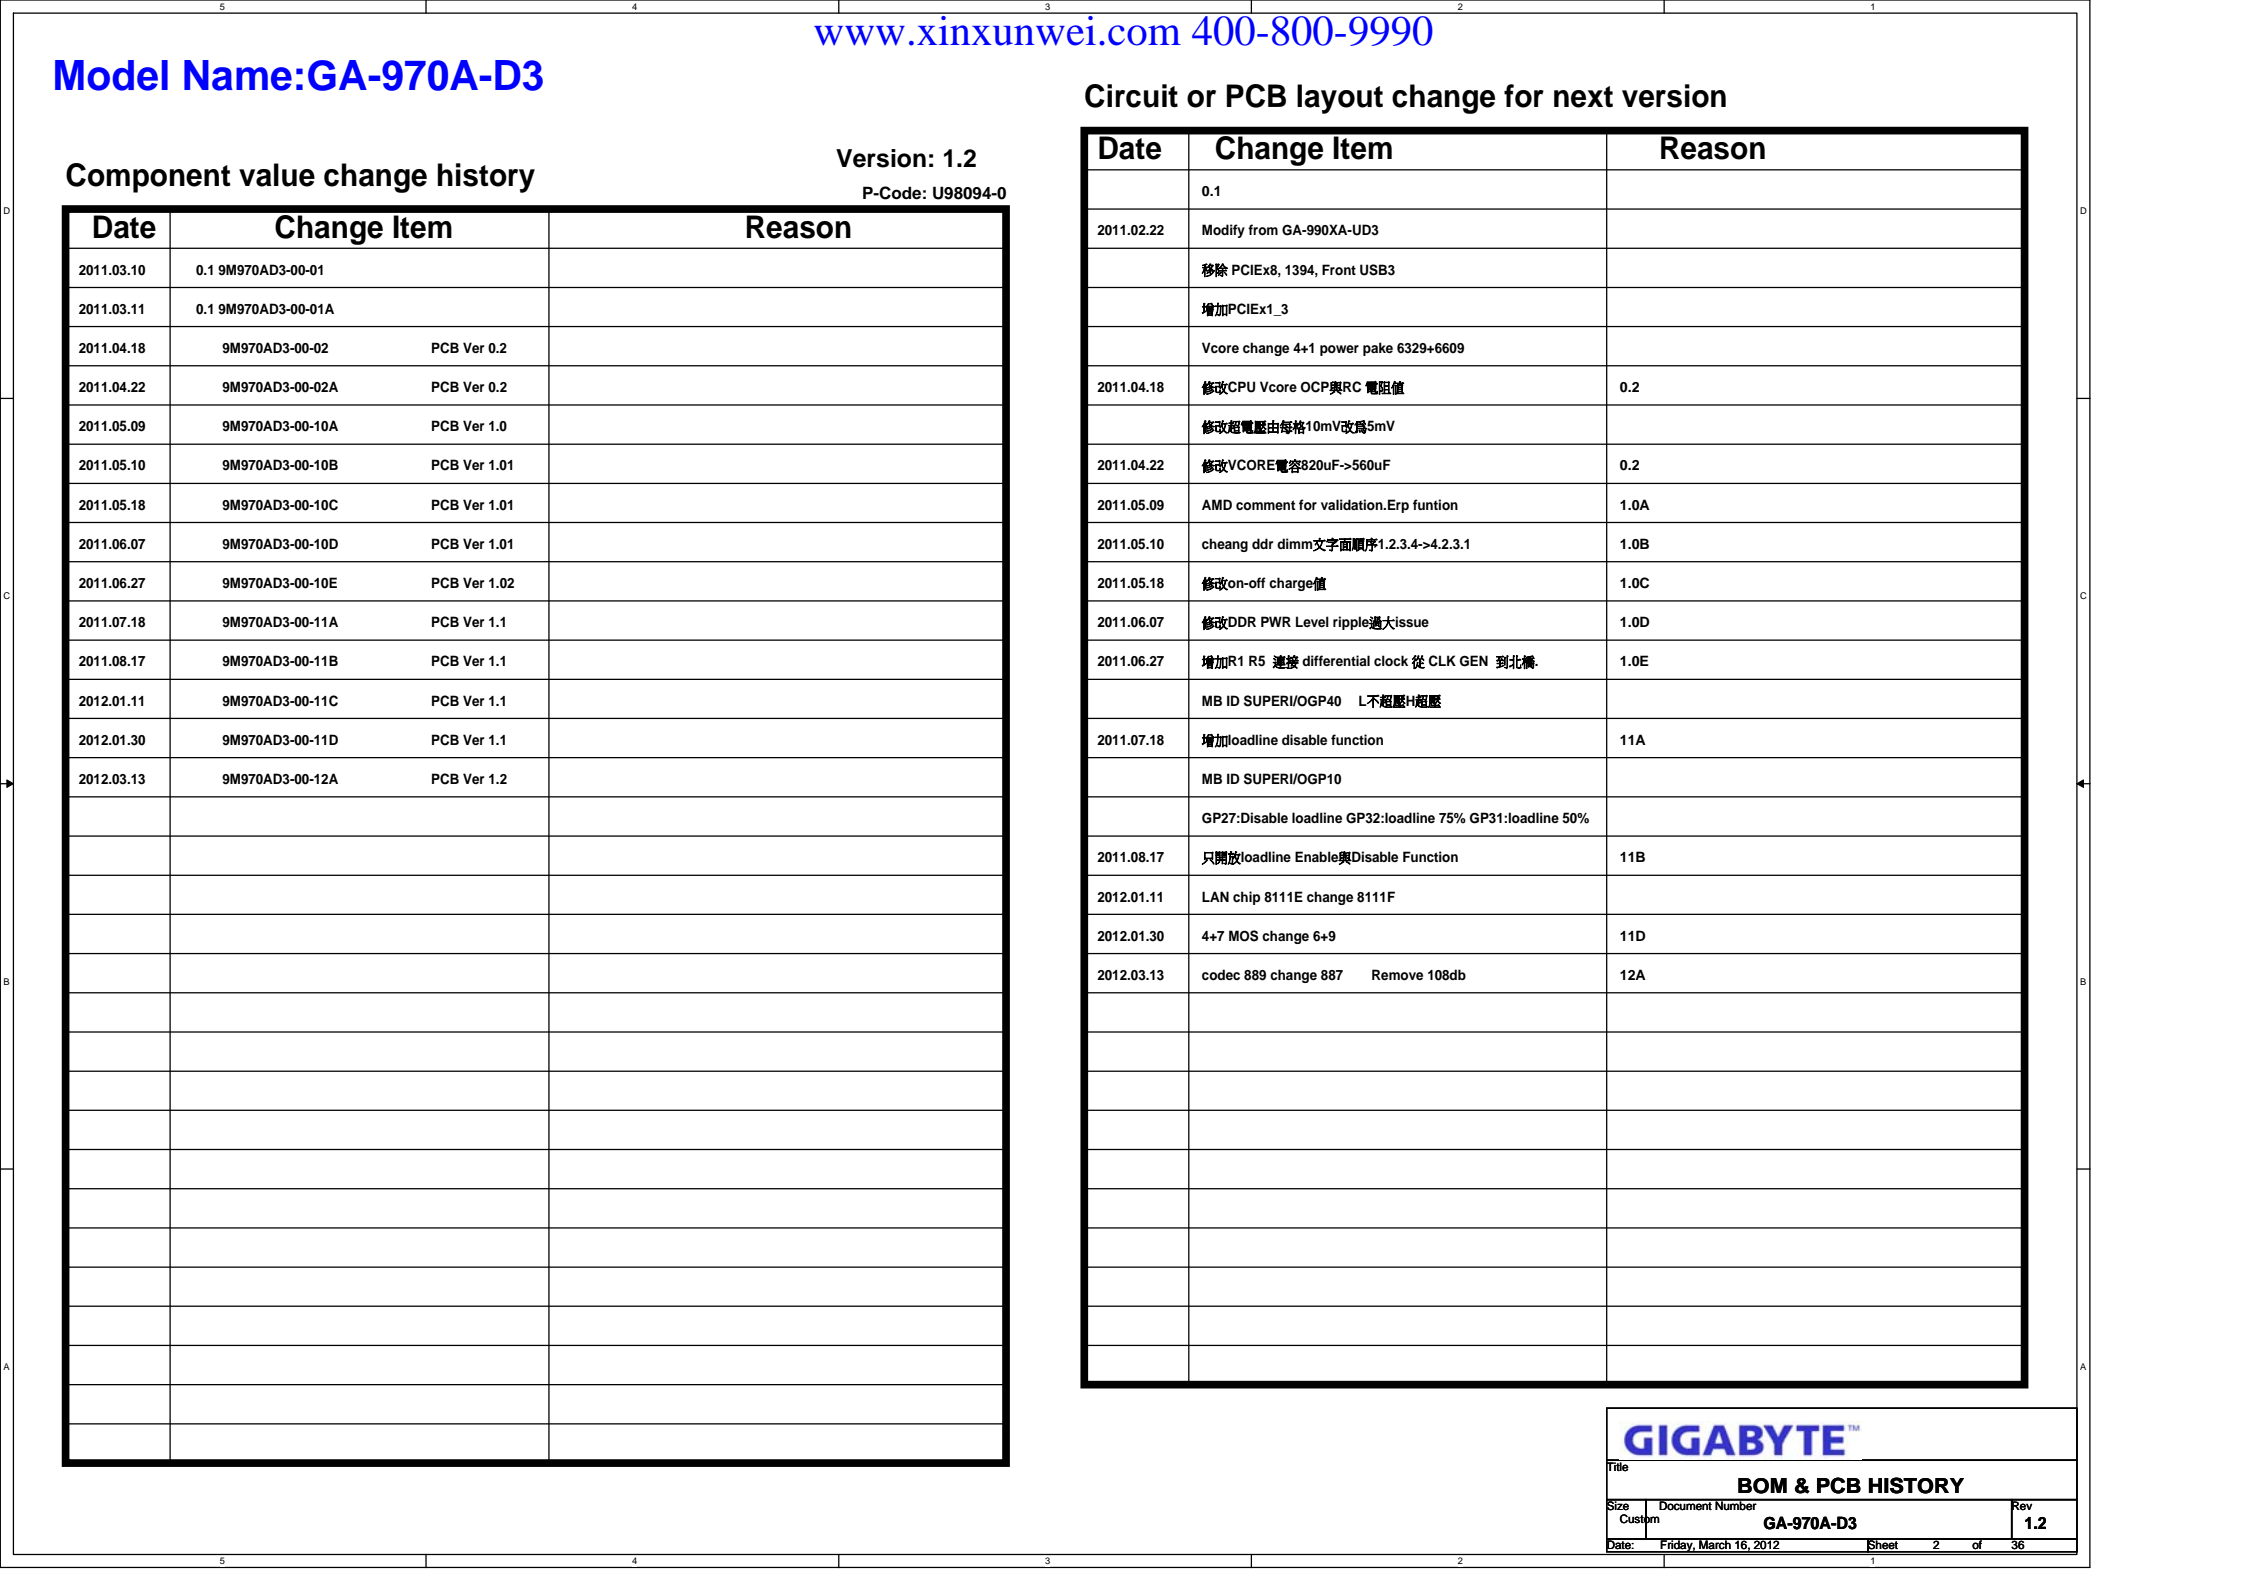 5 4 3 2 1
www.xinxunwei.com 400-800-9990
Model Name:GA-970A-D3
Version: 1.2
Component value change history
P-Code: U98094-0
Date Change Item Reason
2011.03.10 0.1 9M970AD3-00-01
2011.03.11 0.1 9M970AD3-00-01A
2011.04.18 9M970AD3-00-02 PCB Ver 0.2
2011.04.22 9M970AD3-00-02A PCB Ver 0.2
2011.05.09 9M970AD3-00-10A PCB Ver 1.0
2011.05.10 9M970AD3-00-10B PCB Ver 1.01
2011.05.18 9M970AD3-00-10C PCB Ver 1.01
2011.06.07 9M970AD3-00-10D PCB Ver 1.01
2011.06.27 9M970AD3-00-10E PCB Ver 1.02
2011.07.18 9M970AD3-00-11A PCB Ver 1.1
2011.08.17 9M970AD3-00-11B PCB Ver 1.1
2012.01.11 9M970AD3-00-11C PCB Ver 1.1
2012.01.30 9M970AD3-00-11D PCB Ver 1.1
2012.03.13 9M970AD3-00-12A PCB Ver 1.2
Circuit or PCB layout change for next version
Date Change Item Reason
0.1
2011.02.22 Modify from GA-990XA-UD3
移除 PCIEx8, 1394, Front USB3
增加PCIEx1_3
Vcore change 4+1 power pake 6329+6609
2011.04.18 修改CPU Vcore OCP與RC 電阻值 0.2
修改超電壓由每格10mV改為5mV
2011.04.22 修改VCORE電容820uF->560uF 0.2
2011.05.09 AMD comment for validation.Erp funtion 1.0A
2011.05.10 cheang ddr dimm文字面順序1.2.3.4->4.2.3.1 1.0B
2011.05.18 修改on-off charge值 1.0C
2011.06.07 修改DDR PWR Level ripple過大issue 1.0D
2011.06.27 增加R1 R5 連接 differential clock 從 CLK GEN 到北橋. 1.0E
MB ID SUPERI/OGP40 L不超壓H超壓
2011.07.18 增加loadline disable function 11A
MB ID SUPERI/OGP10
GP27:Disable loadline GP32:loadline 75% GP31:loadline 50%
2011.08.17 只開放loadline Enable與Disable Function 11B
2012.01.11 LAN chip 8111E change 8111F
2012.01.30 4+7 MOS change 6+9 11D
2012.03.13 codec 889 change 887 Remove 108db 12A
D D
C C
B B
A A
GIGABYTE™
Title
BOM & PCB HISTORY
Size Document Number Rev
Custom GA-970A-D3 1.2
Date: Friday, March 16, 2012 Sheet 2 of 36
5 4 3 2 1